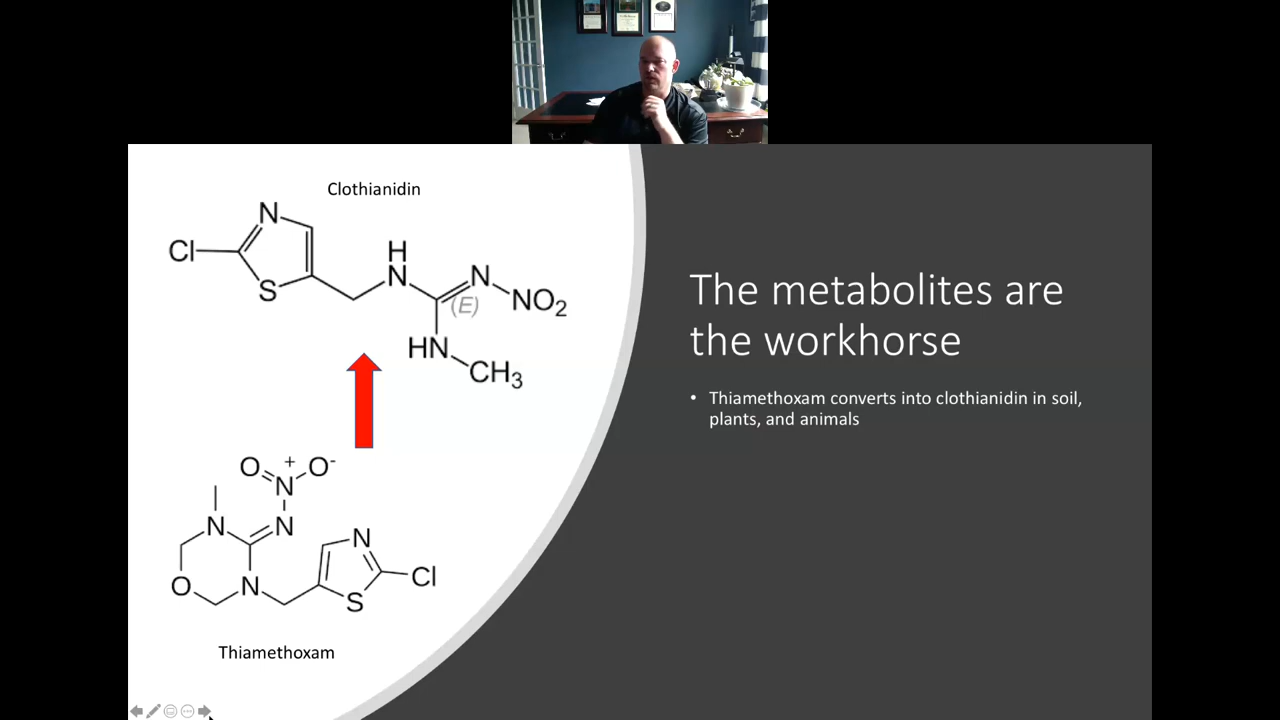 Clothianidin
N
Cl
S
H
N
(E)
N
NO2
HN
CH3
The metabolites are
the workhorse
• Thiamethoxam converts into clothianidin in soil,
plants, and animals
O
+
N
O-
N
N
O
N
N
S
Cl
Thiamethoxam